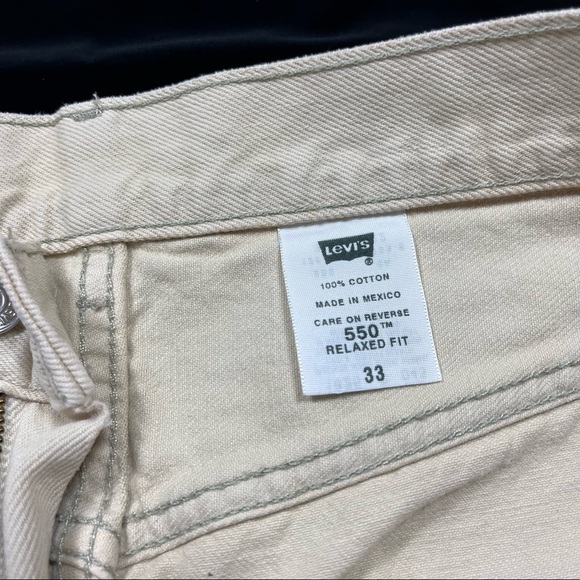 Levi's
®
100% COTTON
MADE IN MEXICO
CARE ON REVERSE
550™
RELAXED FIT
33